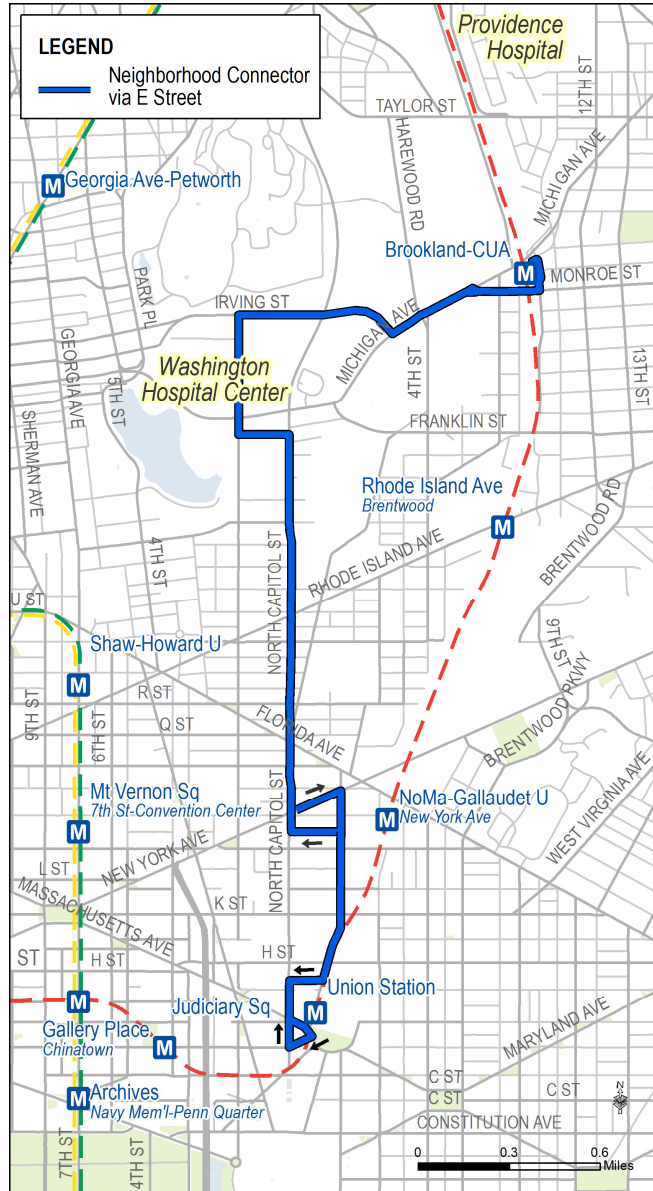 LEGEND
Neighborhood Connector
via E Street
Providence
Hospital
12TH ST
TAYLOR ST
HAREWOOD RD
MICHIGAN AVE
M
Georgia Ave-Petworth
Brookland-CUA
M
MONROE ST
PARK PL
IRVING ST
GEORGIA AVE
MICHIGAN AVE
Washington
Hospital Center
4TH ST
13TH ST
5TH ST
SHERMAN AVE
FRANKLIN ST
Rhode Island Ave
Brentwood
M
BRENTWOOD RD
4TH ST
NORTH CAPITOL ST
RHODE ISLAND AVE
U ST
9TH ST
Shaw-Howard U
M
R ST
Q ST
9TH ST
6TH ST
FLORIDA AVE
BRENTWOOD PKWY
Mt Vernon Sq
7th St-Convention Center
M
NORTH CAPITOL ST
NoMa-Gallaudet U
New York Ave
M
WEST VIRGINIA AVE
L ST
NEW YORK AVE
MASSACHUSETTS AVE
K ST
ST
H ST
H ST
Union Station
M
Judiciary Sq
M
M
Gallery Place
Chinatown
MARYLAND AVE
C ST
C ST
C ST
M
Archives
Navy Mem'l-Penn Quarter
CONSTITUTION AVE
N
7TH ST
4TH ST
0
0.3
0.6
Miles